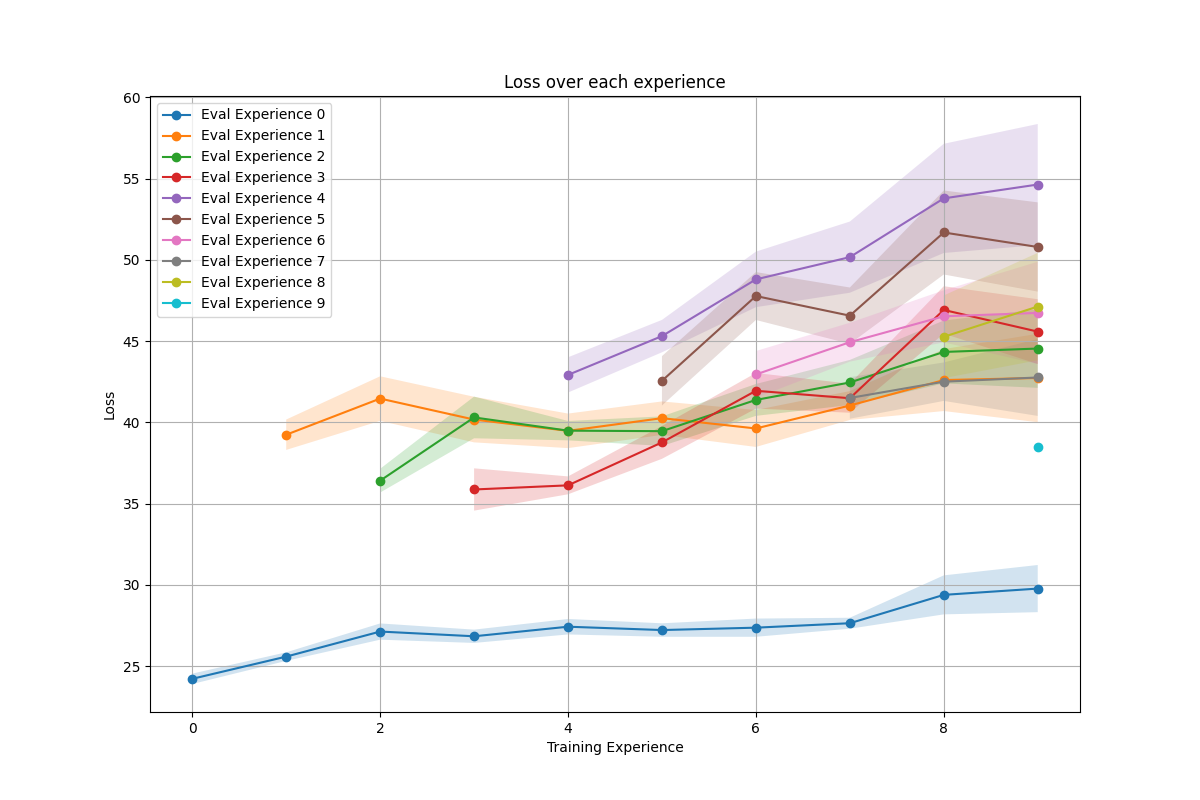 Loss over each experience
60
55
50
45
40
35
30
25
Loss
Eval Experience 0
Eval Experience 1
Eval Experience 2
Eval Experience 3
Eval Experience 4
Eval Experience 5
Eval Experience 6
Eval Experience 7
Eval Experience 8
Eval Experience 9
0 2 4 6 8
Training Experience